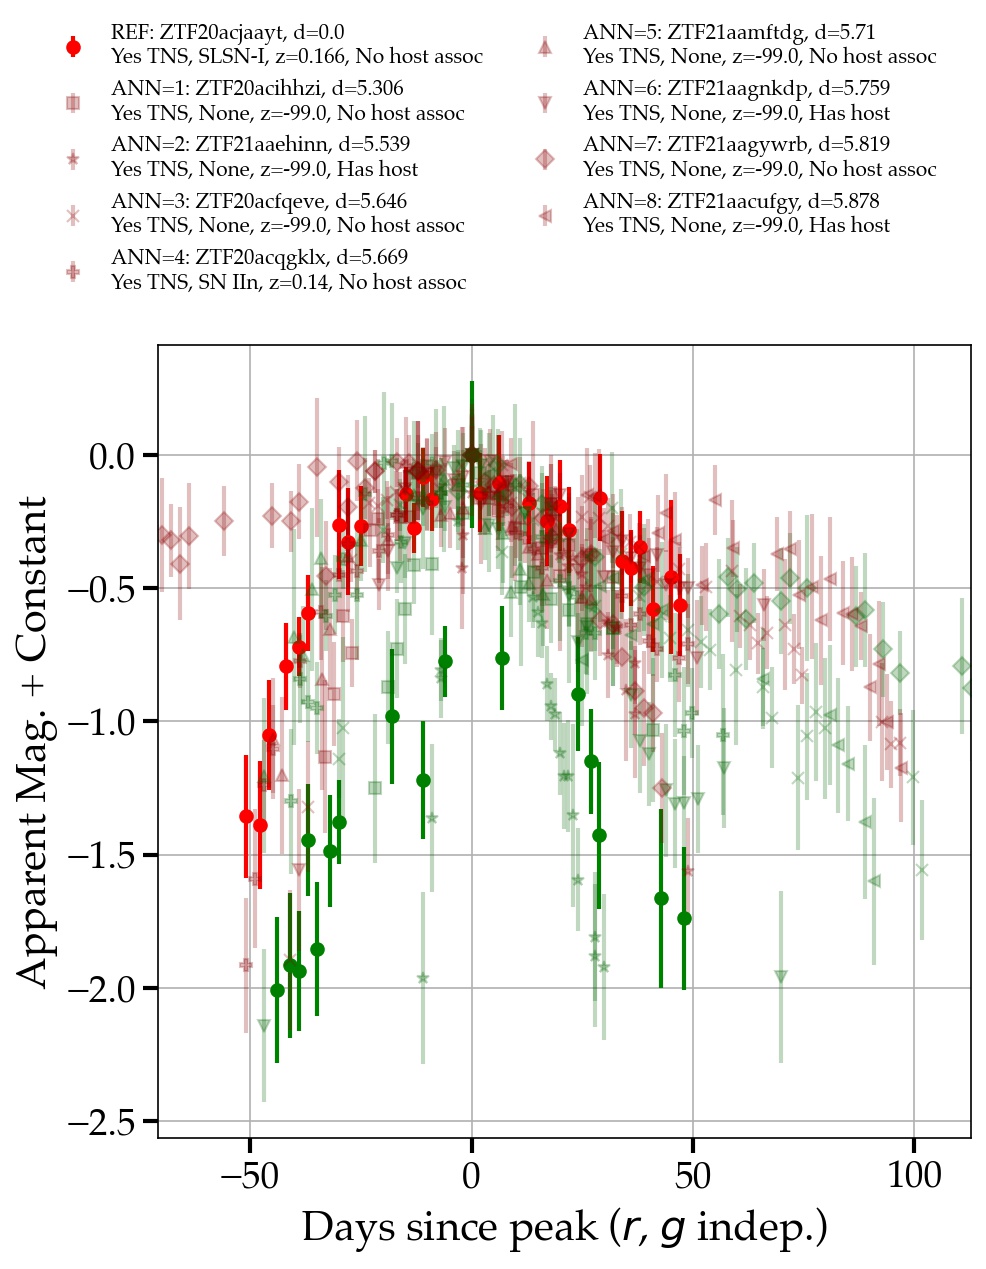 REF: ZTF20acjaayt, d=0.0
Yes TNS, SLSN-I, z=0.166, No host assoc
ANN=1: ZTF20acihhzi, d=5.306
Yes TNS, None, z=-99.0, No host assoc
ANN=2: ZTF21aaehinn, d=5.539
Yes TNS, None, z=-99.0, Has host
ANN=3: ZTF20acfqeve, d=5.646
Yes TNS, None, z=-99.0, No host assoc
ANN=4: ZTF20acqgklx, d=5.669
Yes TNS, SN IIn, z=0.14, No host assoc
ANN=5: ZTF21aamftdg, d=5.71
Yes TNS, None, z=-99.0, No host assoc
ANN=6: ZTF21aagnkdp, d=5.759
Yes TNS, None, z=-99.0, Has host
ANN=7: ZTF21aagywrb, d=5.819
Yes TNS, None, z=-99.0, No host assoc
ANN=8: ZTF21aacufgy, d=5.878
Yes TNS, None, z=-99.0, Has host
Apparent Mag. + Constant
0.0
−0.5
−1.0
−1.5
−2.0
−2.5
−50
0
50
100
Days since peak (r, g indep.)